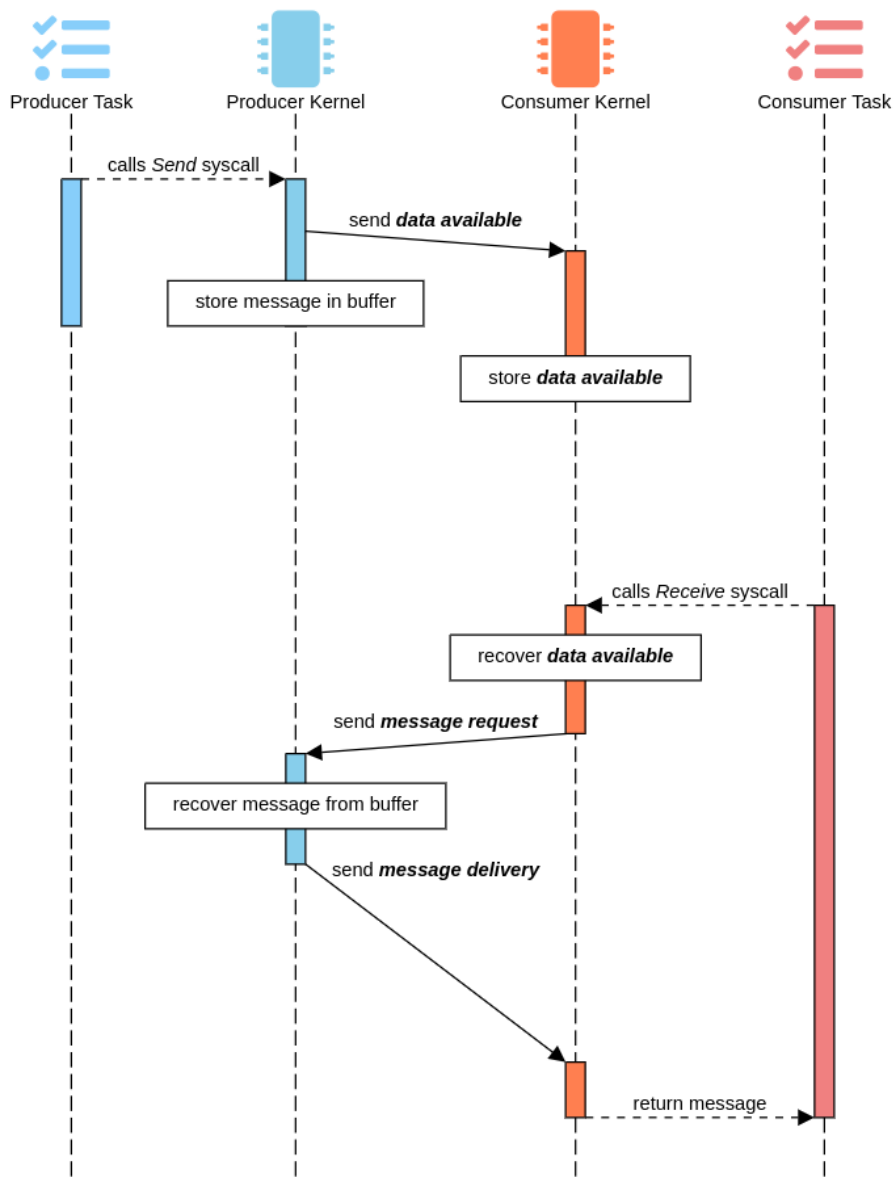 Producer Task
Producer Kernel
Consumer Kernel
Consumer Task
calls Send syscall
send data available
store message in buffer
store data available
calls Receive syscall
recover data available
send message request
recover message from buffer
send message delivery
return message